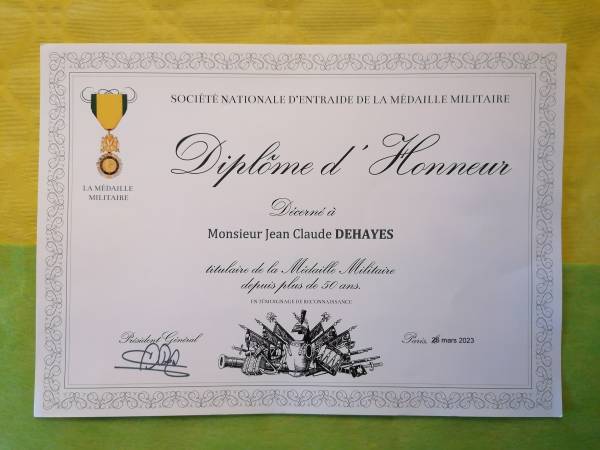 SOCIÉTÉ NATIONALE D'ENTRAIDE DE LA MÉDAILLE MILITAIRE
Diplôme d'Honneur
LA MÉDAILLE
MILITAIRE
Décerné à
Monsieur Jean Claude DEHAYES
titulaire de la Médaille Militaire
depuis plus de 50 ans.
EN TÉMOIGNAGE DE RECONNAISSANCE
Président Général
Paris, mars 2023